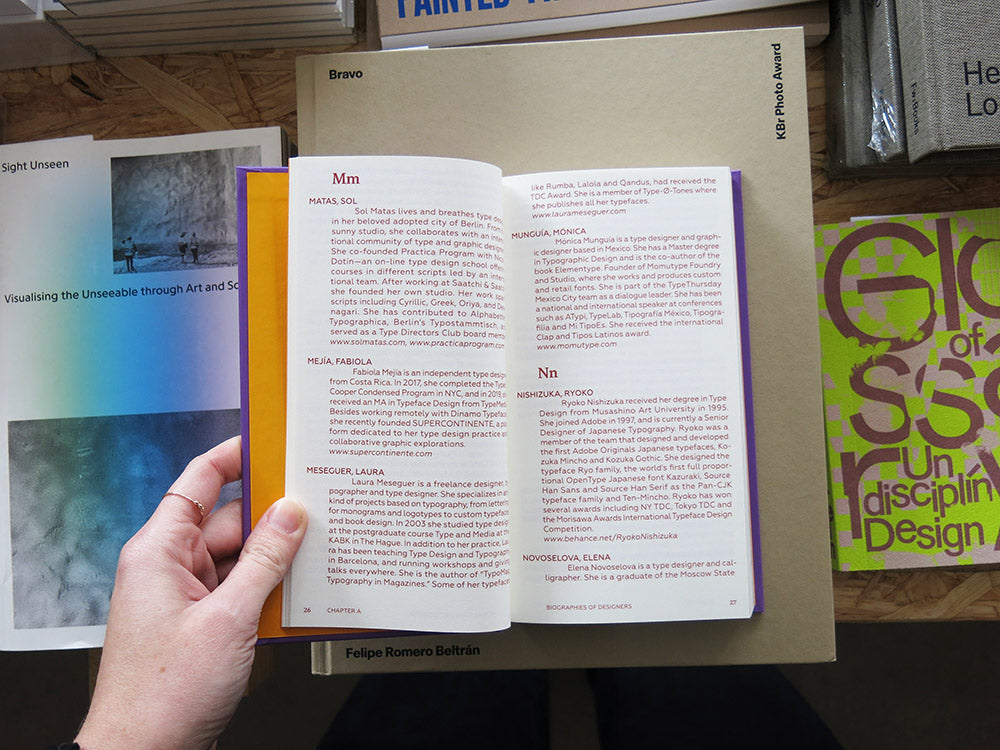 PAINTED
Bravo
KBr Photo Award
Sight Unseen
Visualising the Unseeable through Art and
Mm
MATAS, SOL
Sol Matas lives and breathes type
in her beloved adopted city of Berlin. From
sunny studio, she collaborates with an
tional community of type and graphic
She co-founded Practica Program with
Dotin—an on-line type design school
courses in different scripts led by an
tional team. After working at Saatchi &
she founded her own studio. Her work
scripts including Cyrillic, Greek, Oriya, and
nagari. She has contributed to
Typographica, Berlin's Typostammtisch,
served as a Type Directors Club board
www.solmatas.com, www.practicaprogram.com
MEJÍA, FABIOLA
Fabiola Mejía is an independent type
from Costa Rica. In 2017, she completed the Type
Cooper Condensed Program in NYC, and in 2019,
received an MA in Typeface Design from
Besides working remotely with Dinamo
she recently founded SUPERCONTINENTE, a
form dedicated to her type design practice
collaborative graphic explorations.
www.supercontinente.com
MESEGUER, LAURA
Laura Meseguer is a freelance designer,
pographer and type designer. She specializes in
kind of projects based on typography, from
for monograms and logotypes to custom
and book design. In 2003 she studied type
at the postgraduate course Type and Media at the
KABK in The Hague. In addition to her practice,
ra has been teaching Type Design and
in Barcelona, and running workshops and
talks everywhere. She is the author of
Typography in Magazines." Some of her typefaces
26 CHAPTER A
like Rumba, Lalola and Qandus, had received the
TDC Award. She is a member of Type-Ø-Tones where
she publishes all her typefaces.
www.laurameseguer.com
MUNGUÍA, MÓNICA
Mónica Munguía is a type designer and graph-
ic designer based in Mexico. She has a Master degree
in Typographic Design and is the co-author of the
book Elementype. Founder of Momutype Foundry
and Studio, where she works and produces custom
and retail fonts. She is part of the TypeThursday
Mexico City team as a dialogue leader. She has been
a national and international speaker at conferences
such as ATypi, TypeLab, Tipografía México, Tipogra-
filia and Mi TipoEs. She received the international
Clap and Tipos Latinos award.
www.momutype.com
Nn
NISHIZUKA, RYOKO
Ryoko Nishizuka received her degree in Type
Design from Musashino Art University in 1995.
She joined Adobe in 1997, and is currently a Senior
Designer of Japanese Typography. Ryoko was a
member of the team that designed and developed
the first Adobe Originals Japanese typefaces, Ko-
zuka Mincho and Kozuka Gothic. She designed the
typeface Ryo family, the world's first full propor-
tional OpenType Japanese font Kazuraki, Source
Han Sans and Source Han Serif as the Pan-CJK
typeface family and Ten-Mincho. Ryoko has won
several awards including NY TDC, Tokyo TDC and
the Morisawa Awards International Typeface Design
Competition.
www.behance.net/RyokoNishizuka
NOVOSELOVA, ELENA
Elena Novoselova is a type designer and cal-
ligrapher. She is a graduate of the Moscow State
BIOGRAPHIES OF DESIGNERS 27
Felipe Romero Beltrán
He
Lo
Glo
of
sse
r
Un
disciplin
Design